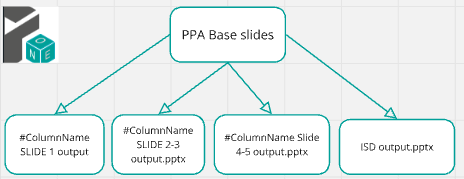 O
N E
PPA Base slides
#ColumnName
SLIDE 1 output
#ColumnName
SLIDE 2-3
output.pptx
#ColumnName Slide
4-5 output.pptx
ISD output.pptx